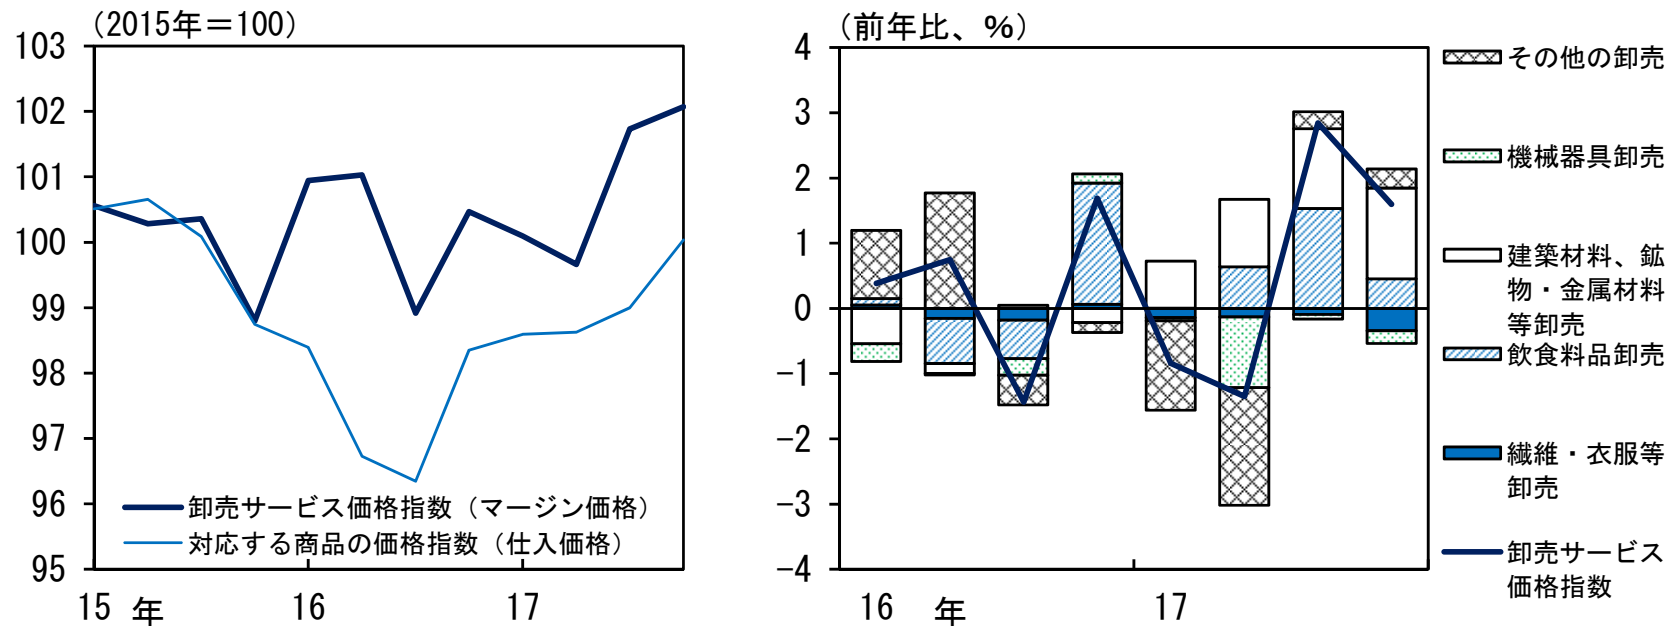 （2015年＝100）
103
102
101
100
99
98
97
96
95
卸売サービス価格指数（マージン価格）
対応する商品の価格指数（仕入価格）
15 年 16 17
（前年比、％）
4
3
2
1
0
−1
−2
−3
−4
16 年 17
その他の卸売
機械器具卸売
建築材料、鉱
物・金属材料
等卸売
飲食料品卸売
繊維・衣服等
卸売
卸売サービス
価格指数